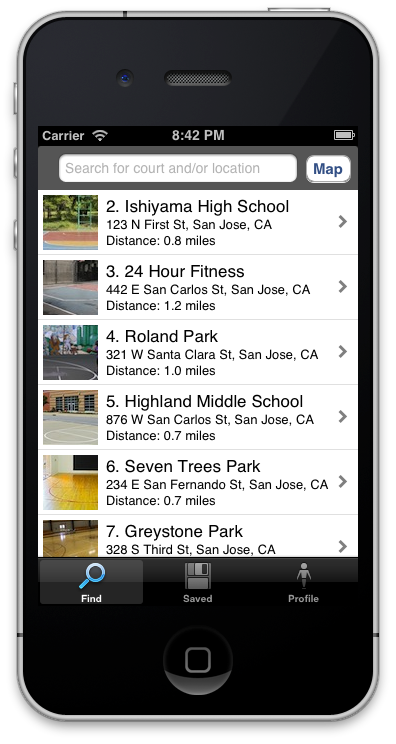 Carrier
8:42 PM
Search for court and/or location
Map
2. Ishiyama High School
123 N First St, San Jose, CA
Distance: 0.8 miles
3. 24 Hour Fitness
442 E San Carlos St, San Jose, CA
Distance: 1.2 miles
4. Roland Park
321 W Santa Clara St, San Jose, CA
Distance: 1.0 miles
5. Highland Middle School
876 W San Carlos St, San Jose, CA
Distance: 0.7 miles
6. Seven Trees Park
234 E San Fernando St, San Jose, CA
Distance: 0.7 miles
7. Greystone Park
328 S Third St, San Jose, CA
Find
Saved
Profile